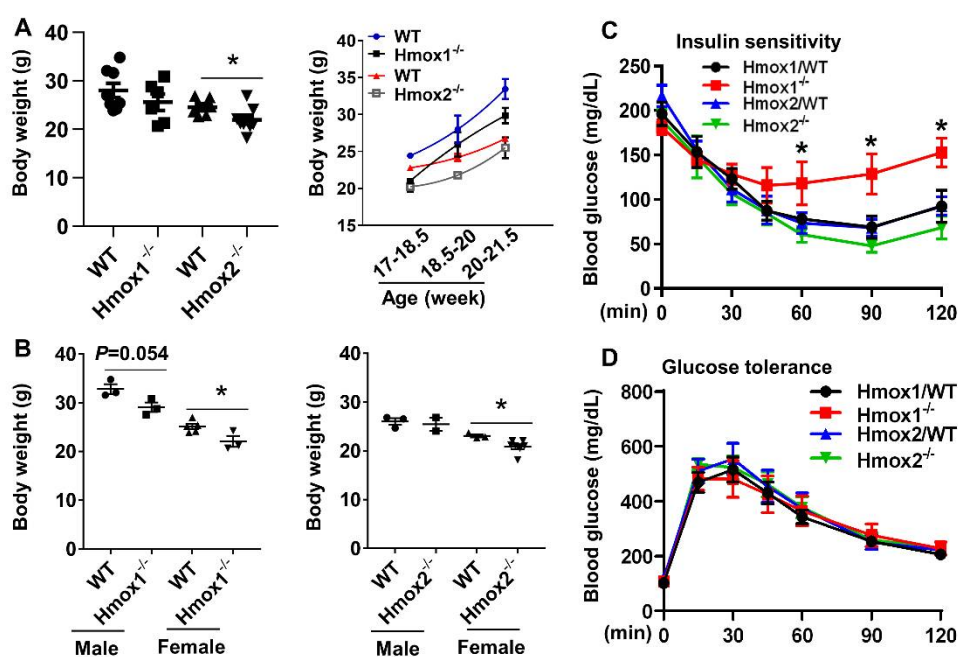 A
Body weight (g)
40
30
20
10
0
*
WT
Hmox1-/-
WT
Hmox2-/-
WT
Hmox1-/-
WT
Hmox2-/-
Body weight (g)
40
35
30
25
20
15
17-18.5
18.5-20
20-21.5
Age (week)
B
Body weight (g)
40
30
20
10
0
P=0.054
*
WT
Hmox1-/-
WT
Hmox1-/-
Male
Female
Body weight (g)
40
30
20
10
0
*
WT
Hmox2-/-
WT
Hmox2-/-
Male
Female
C
Insulin sensitivity
Hmox1/WT
Hmox1-/-
Hmox2/WT
Hmox2-/-
Blood glucose (mg/dL)
250
200
150
100
50
0
* * *
(min) 0 30 60 90 120
D
Glucose tolerance
Hmox1/WT
Hmox1-/-
Hmox2/WT
Hmox2-/-
Blood glucose (mg/dL)
800
600
400
200
0
(min) 0 30 60 90 120